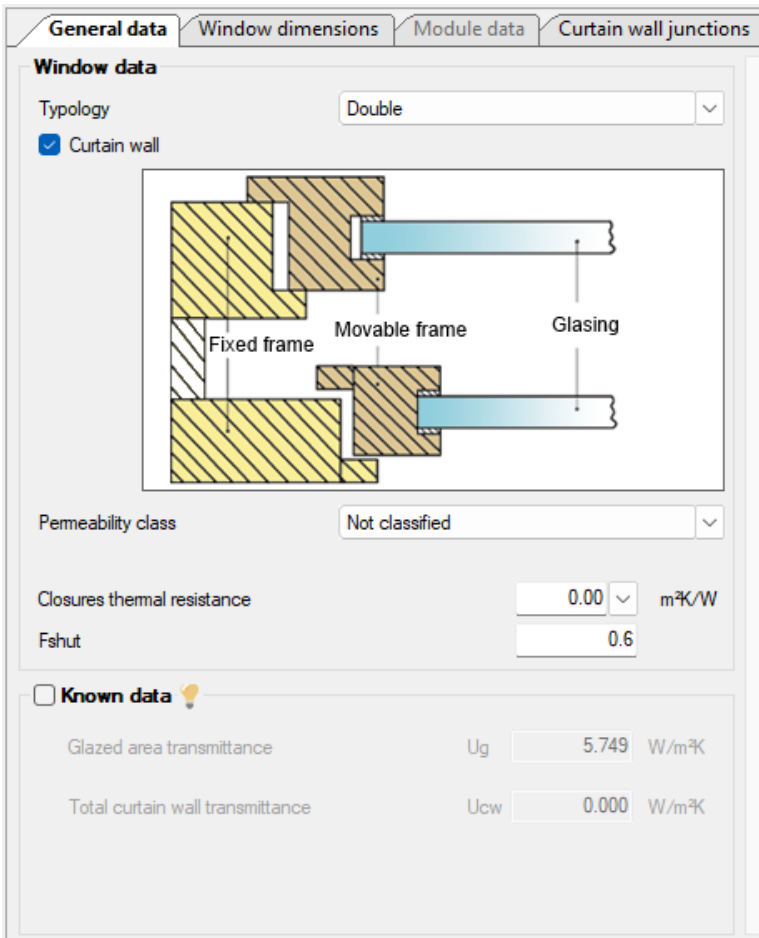 General data Window dimensions Module data Curtain wall junctions
Window data
Typology Double
Curtain wall
Fixed frame Movable frame Glasing
Permeability class Not classified
Closures thermal resistance 0.00 m²K/W
Fshut 0.6
Known data
Glazed area transmittance Ug 5.749 W/m²K
Total curtain wall transmittance Ucw 0.000 W/m²K